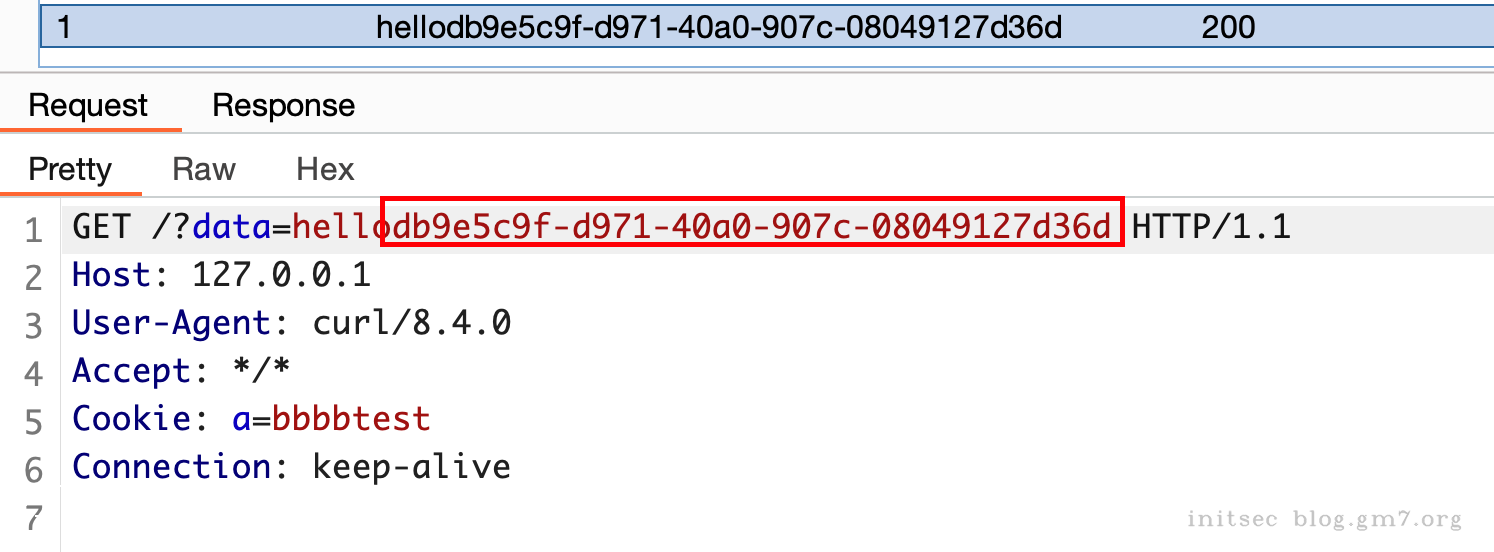 1 hellodb9e5c9f-d971-40a0-907c-08049127d36d 200
Request Response
Pretty Raw Hex
1 GET /?data=hellodb9e5c9f-d971-40a0-907c-08049127d36d HTTP/1.1
2 Host: 127.0.0.1
3 User-Agent: curl/8.4.0
4 Accept: */*
5 Cookie: a=bbbbtest
6 Connection: keep-alive
7
initsec blog.gm7.org